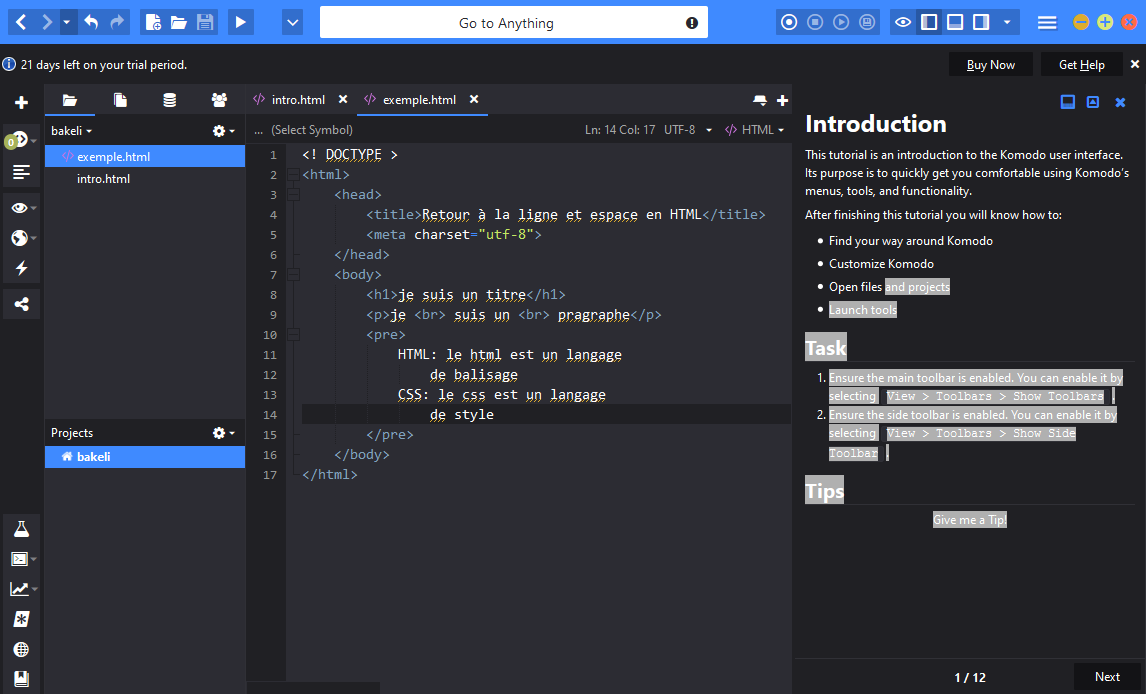 Go to Anything
21 days left on your trial period.
Buy Now
Get Help
intro.html
exemple.html
bakeli
exemple.html
intro.html
Projects
bakeli
0
... (Select Symbol)
Ln: 14 Col: 17 UTF-8
HTML
1 <! DOCTYPE >
2 <html>
3 <head>
4 <title>Retour à la ligne et espace en HTML</title>
5 <meta charset="utf-8">
6 </head>
7 <body>
8 <h1>je suis un titre</h1>
9 <p>je <br> suis un <br> pragraphe</p>
10 <pre>
11 HTML: le html est un langage
12 de balisage
13 CSS: le css est un langage
14 de style
15 </pre>
16 </body>
17 </html>
Introduction
This tutorial is an introduction to the Komodo user interface.
Its purpose is to quickly get you comfortable using Komodo's
menus, tools, and functionality.
After finishing this tutorial you will know how to:
• Find your way around Komodo
• Customize Komodo
• Open files and projects
• Launch tools
Task
1. Ensure the main toolbar is enabled. You can enable it by
selecting View > Toolbars > Show Toolbars .
2. Ensure the side toolbar is enabled. You can enable it by
selecting View > Toolbars > Show Side
Toolbar .
Tips
Give me a Tip!
1 / 12
Next